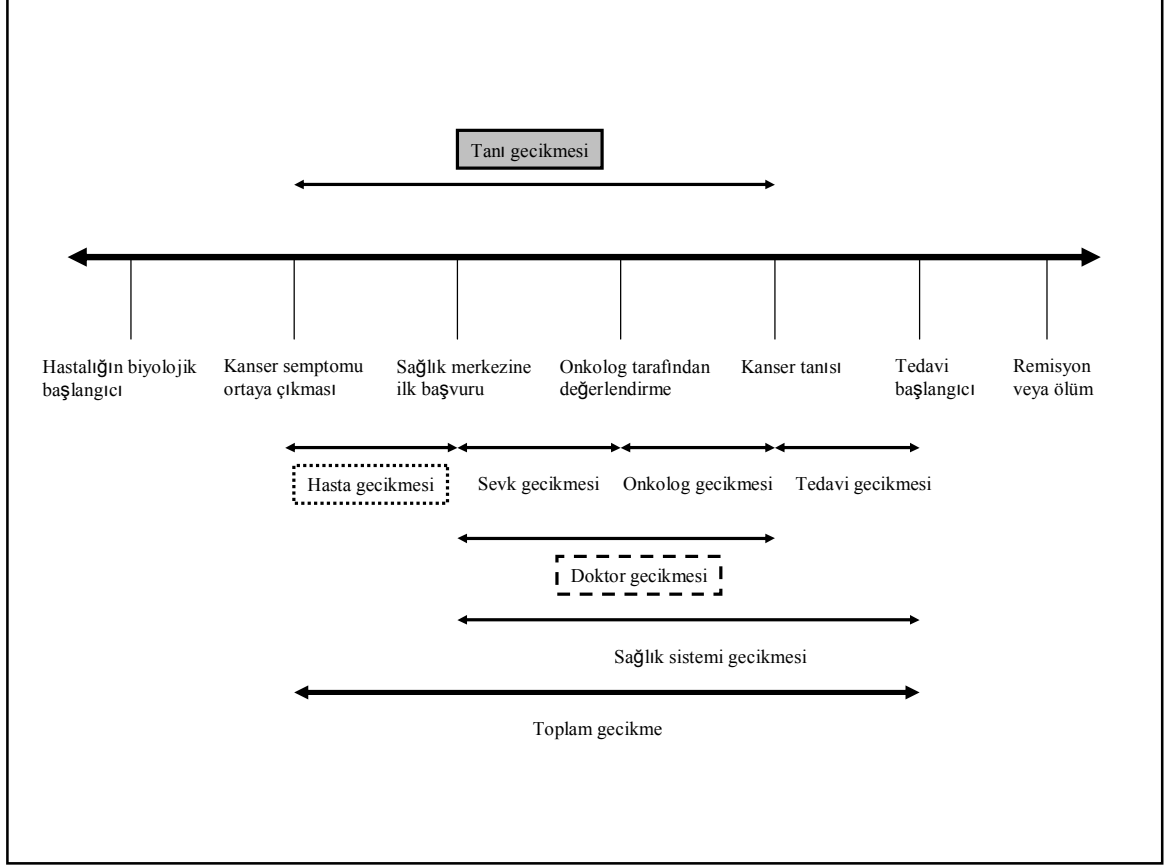 Tanı gecikmesi
Hastalığın biyolojik
başlangıcı
Kanser semptomu
ortaya çıkması
Sağlık merkezine
ilk başvuru
Onkolog tarafından
değerlendirme
Kanser tanısı
Tedavi
başlangıcı
Remisyon
veya ölüm
Hasta gecikmesi
Sevk gecikmesi
Onkolog gecikmesi
Tedavi gecikmesi
Doktor gecikmesi
Sağlık sistemi gecikmesi
Toplam gecikme